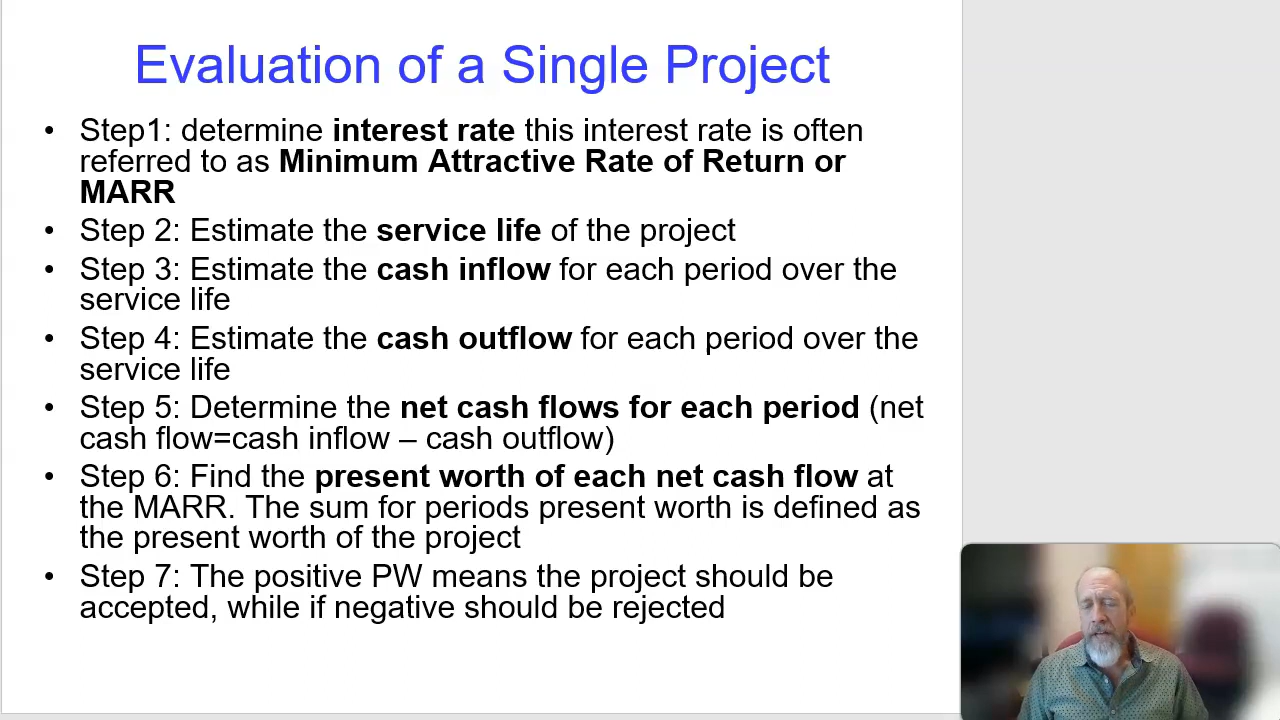 Evaluation of a Single Project
• Step1: determine interest rate this interest rate is often
referred to as Minimum Attractive Rate of Return or
MARR
• Step 2: Estimate the service life of the project
• Step 3: Estimate the cash inflow for each period over the
service life
• Step 4: Estimate the cash outflow for each period over the
service life
• Step 5: Determine the net cash flows for each period (net
cash flow=cash inflow – cash outflow)
• Step 6: Find the present worth of each net cash flow at
the MARR. The sum for periods present worth is defined as
the present worth of the project
• Step 7: The positive PW means the project should be
accepted, while if negative should be rejected